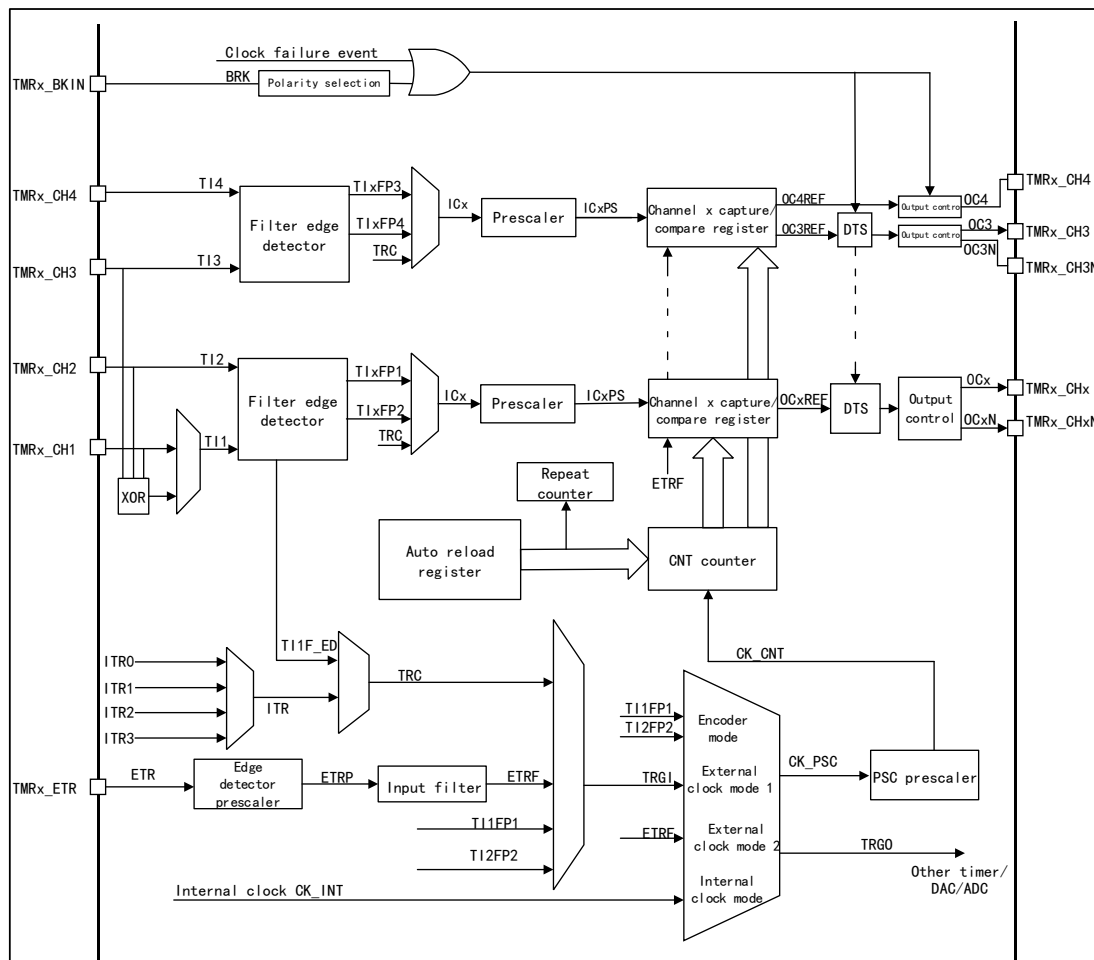 Clock failure event
TMRx_BKIN
BRK
Polarity selection
TMRx_CH4
TI4
TIxFP3
TIxFP4
TRC
Filter edge
detector
ICx
Prescaler
ICxPS
Channel x capture/
compare register
OC4REF
OC3REF
DTS
Output contro
Output contro
OC4
OC3
OC3N
TMRx_CH4
TMRx_CH3
TMRx_CH3N
TMRx_CH3
TI3
TMRx_CH2
TI2
TIxFP1
TIxFP2
TRC
Filter edge
detector
ICx
Prescaler
ICxPS
Channel x capture/
compare register
OCxREF
DTS
Output
control
OCx
OCxN
TMRx_CHx
TMRx_CHxN
TMRx_CH1
TI1
XOR
ETRF
Repeat
counter
Auto reload
register
CNT counter
TI1F_ED
CK_CNT
ITR0
ITR1
ITR2
ITR3
ITR
TRC
TMRx_ETR
ETR
Edge
detector
prescaler
ETRP
Input filter
ETRF
TI1FP1
TI2FP2
TRGI
TI1FP1
TI2FP2
Encoder
mode
External
clock mode 1
ETRF
External
clock mode 2
Internal
clock mode
Internal clock CK_INT
CK_PSC
PSC prescaler
TRGO
Other timer/
DAC/ADC